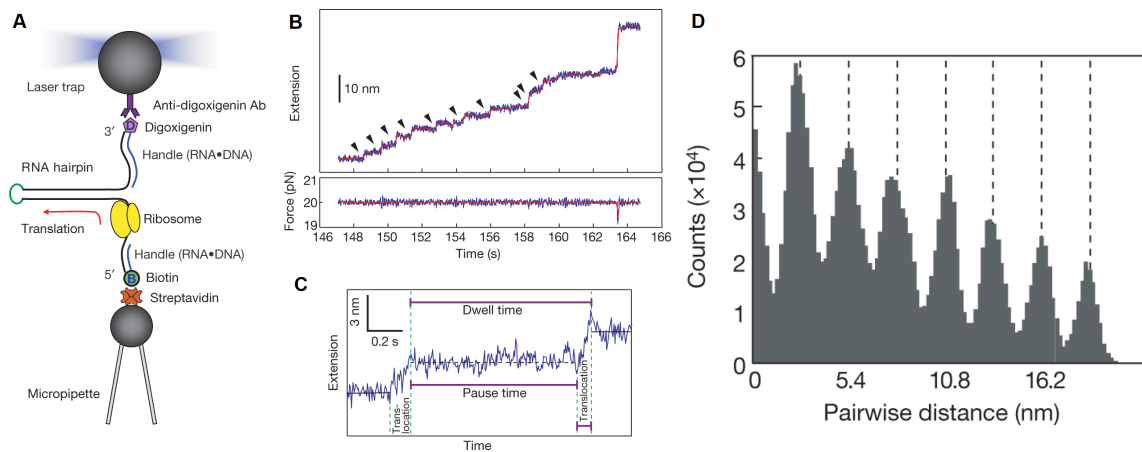 A
Laser trap
Anti-digoxigenin Ab
D
Digoxigenin
3′
Handle (RNA•DNA)
RNA hairpin
Ribosome
Translation
Handle (RNA•DNA)
5′
B
Biotin
Streptavidin
Micropipette
B
Extension
10 nm
Force (pN)
21
20
19
146 148 150 152 154 156 158 160 162 164 166
Time (s)
C
3 nm
0.2 s
Dwell time
Extension
Pause time
Trans-
location
Translocation
Time
D
Counts (×10⁴)
6
5
4
3
2
1
0
0 5.4 10.8 16.2
Pairwise distance (nm)